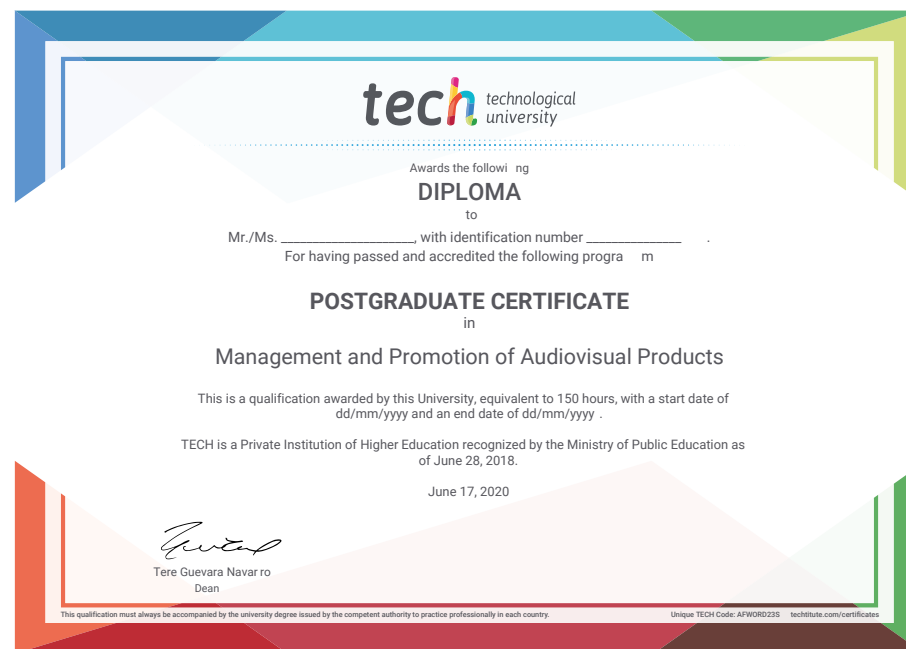 tech technological
university
Awards the followi ng
DIPLOMA
to
Mr./Ms. _____________________, with identification number _______________ .
For having passed and accredited the following progra m
POSTGRADUATE CERTIFICATE
in
Management and Promotion of Audiovisual Products
This is a qualification awarded by this University, equivalent to 150 hours, with a start date of
dd/mm/yyyy and an end date of dd/mm/yyyy .
TECH is a Private Institution of Higher Education recognized by the Ministry of Public Education as
of June 28, 2018.
June 17, 2020
Tere Guevara Navar ro
Dean
This qualification must always be accompanied by the university degree issued by the competent authority to practice professionally in each country. Unique TECH Code: AFWORD23S techtitute.com/certificates